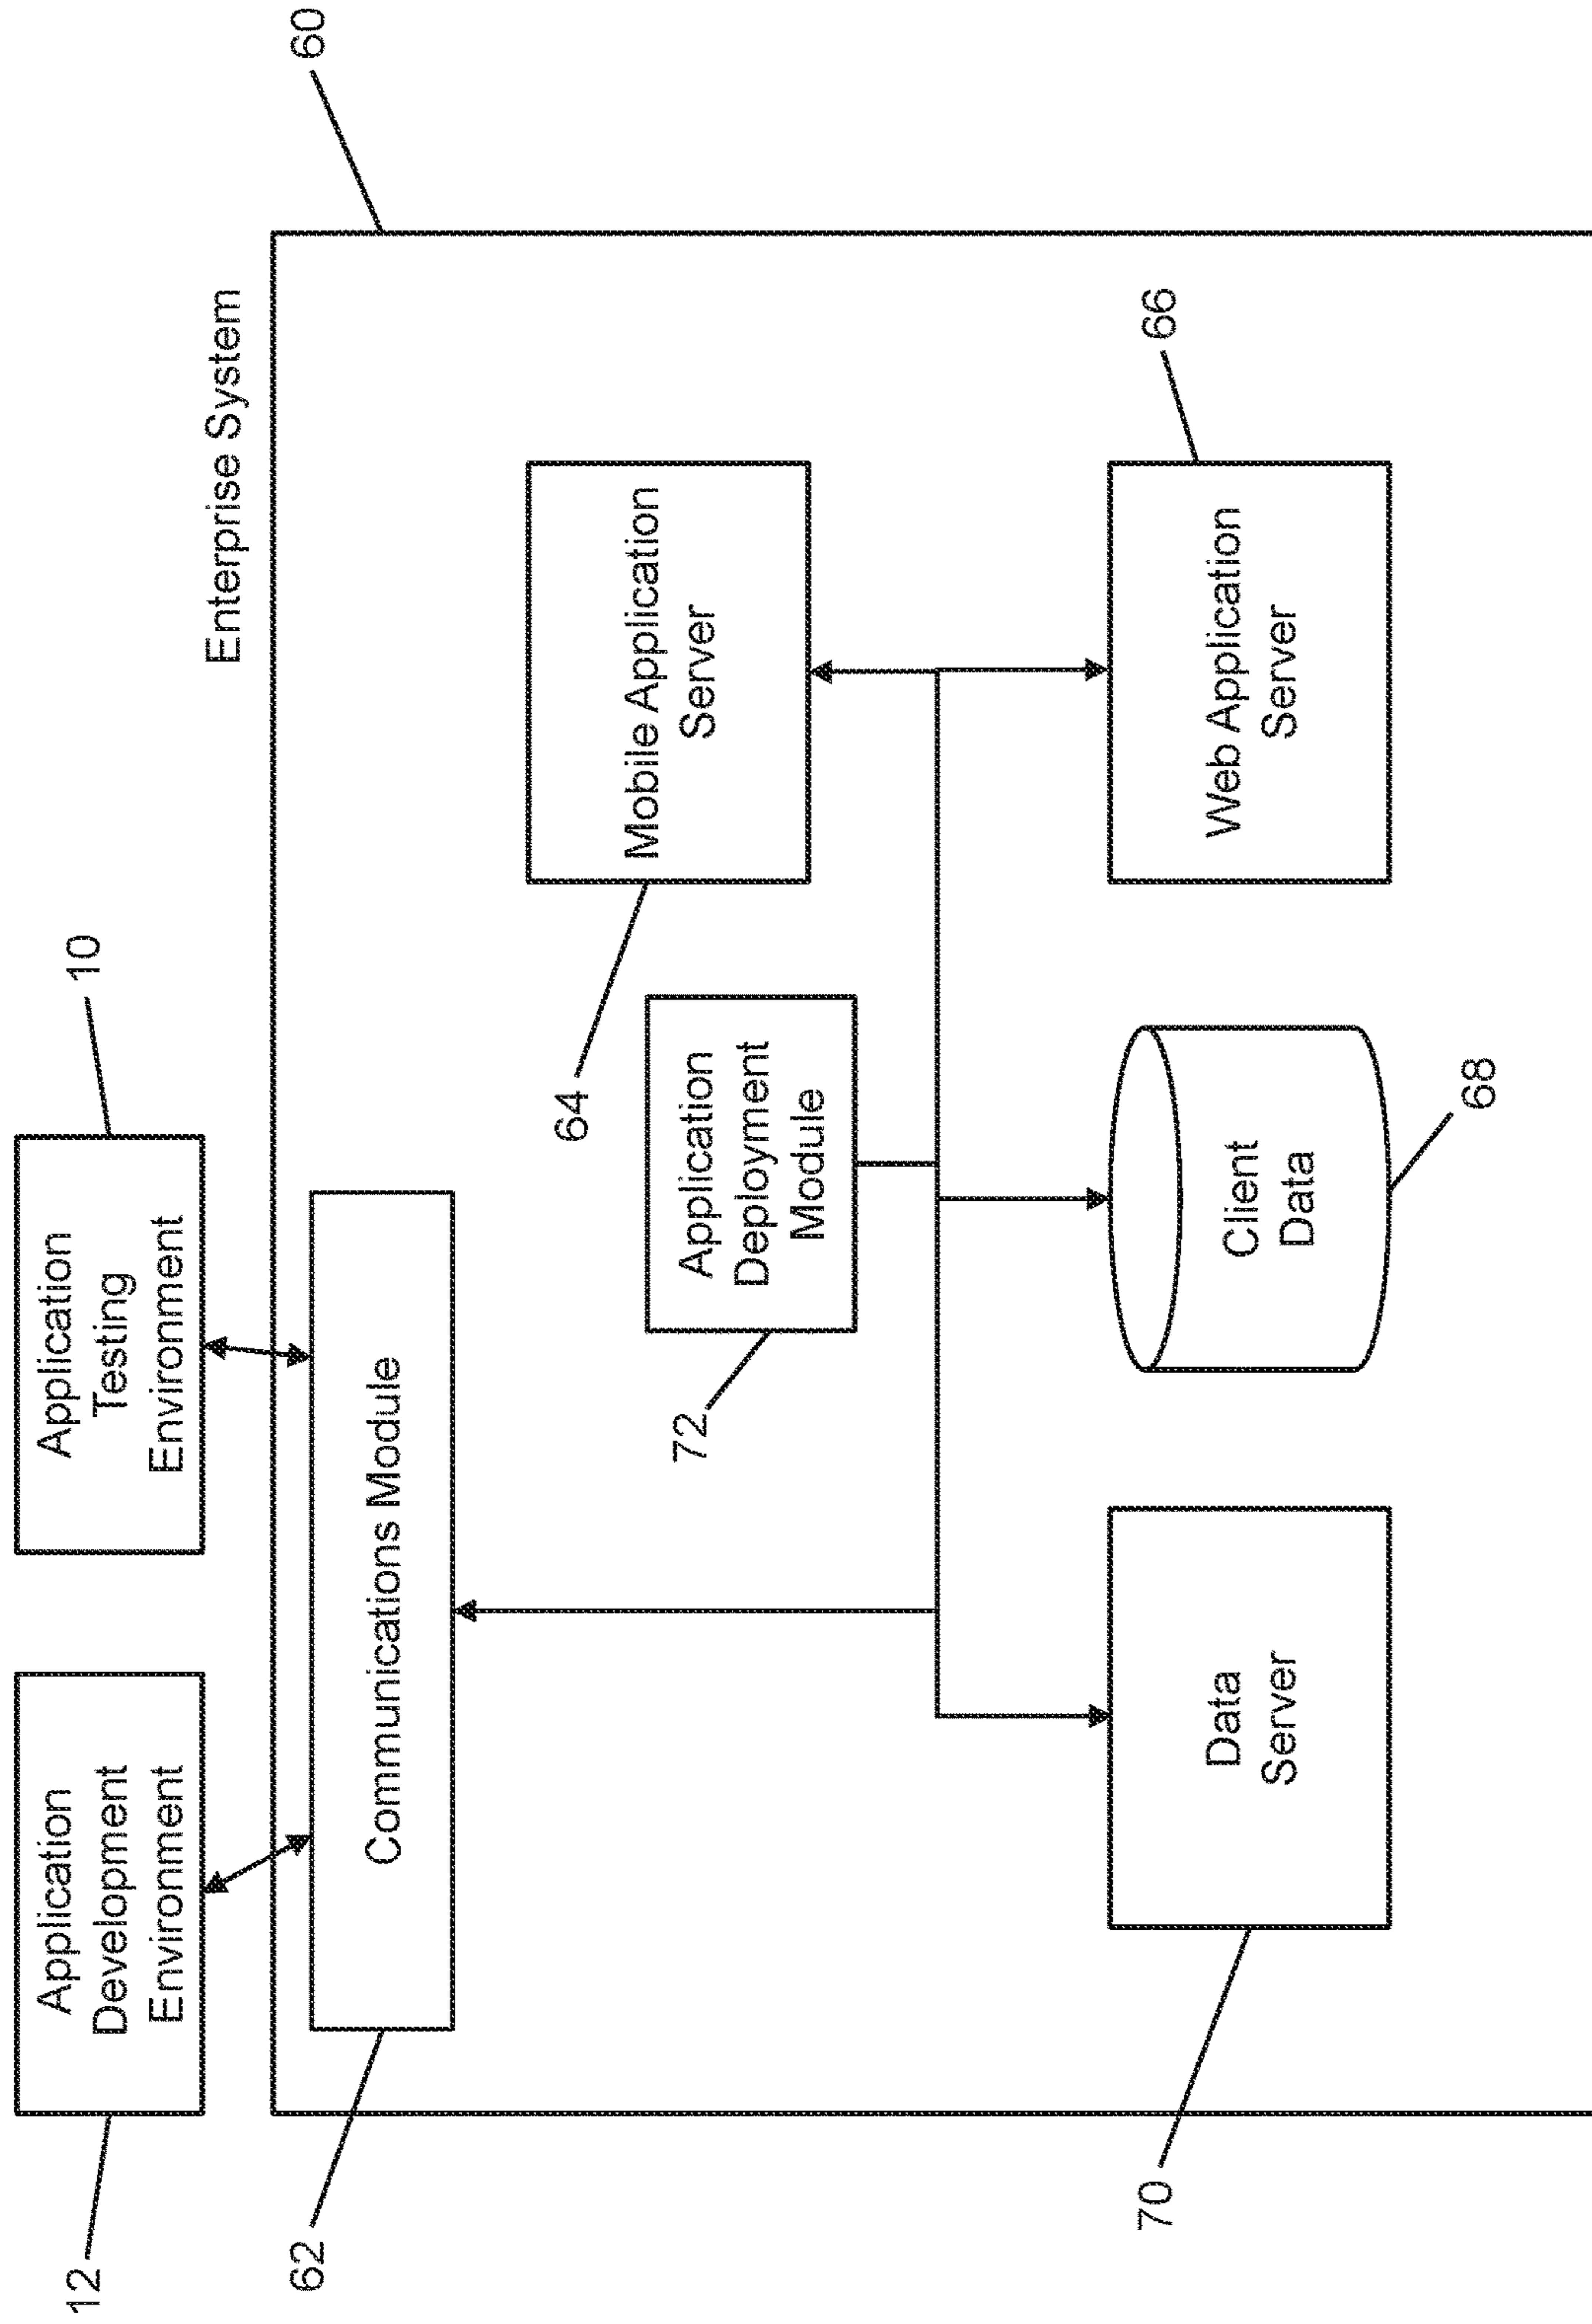 12
Application
Development
Environment
Application
Testing
Environment
10
Enterprise System
60
62
Communications Module
64
Mobile Application
Server
72
Application
Deployment
Module
70
Data
Server
Client
Data
68
Web Application
Server
66